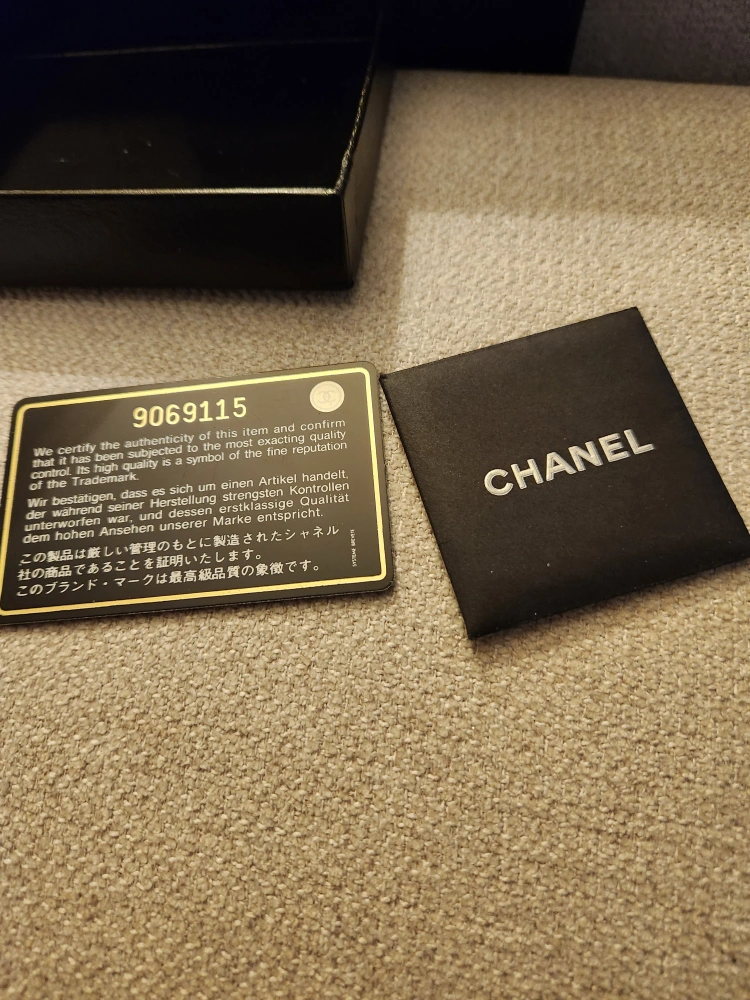 9069115
We certify the authenticity of this item and confirm
that it has been subjected to the most exacting quality
control. Its high quality is a symbol of the fine reputation
of the Trademark.
Wir bestätigen, dass es sich um einen Artikel handelt,
der während seiner Herstellung strengsten Kontrollen
unterworfen war, und dessen erstklassige Qualität
dem hohen Ansehen unserer Marke entspricht.
この製品は厳しい管理のもとに製造されたシャネル
社の商品であることを証明いたします。
このブランド・マークは最高級品質の象徴です。
CHANEL